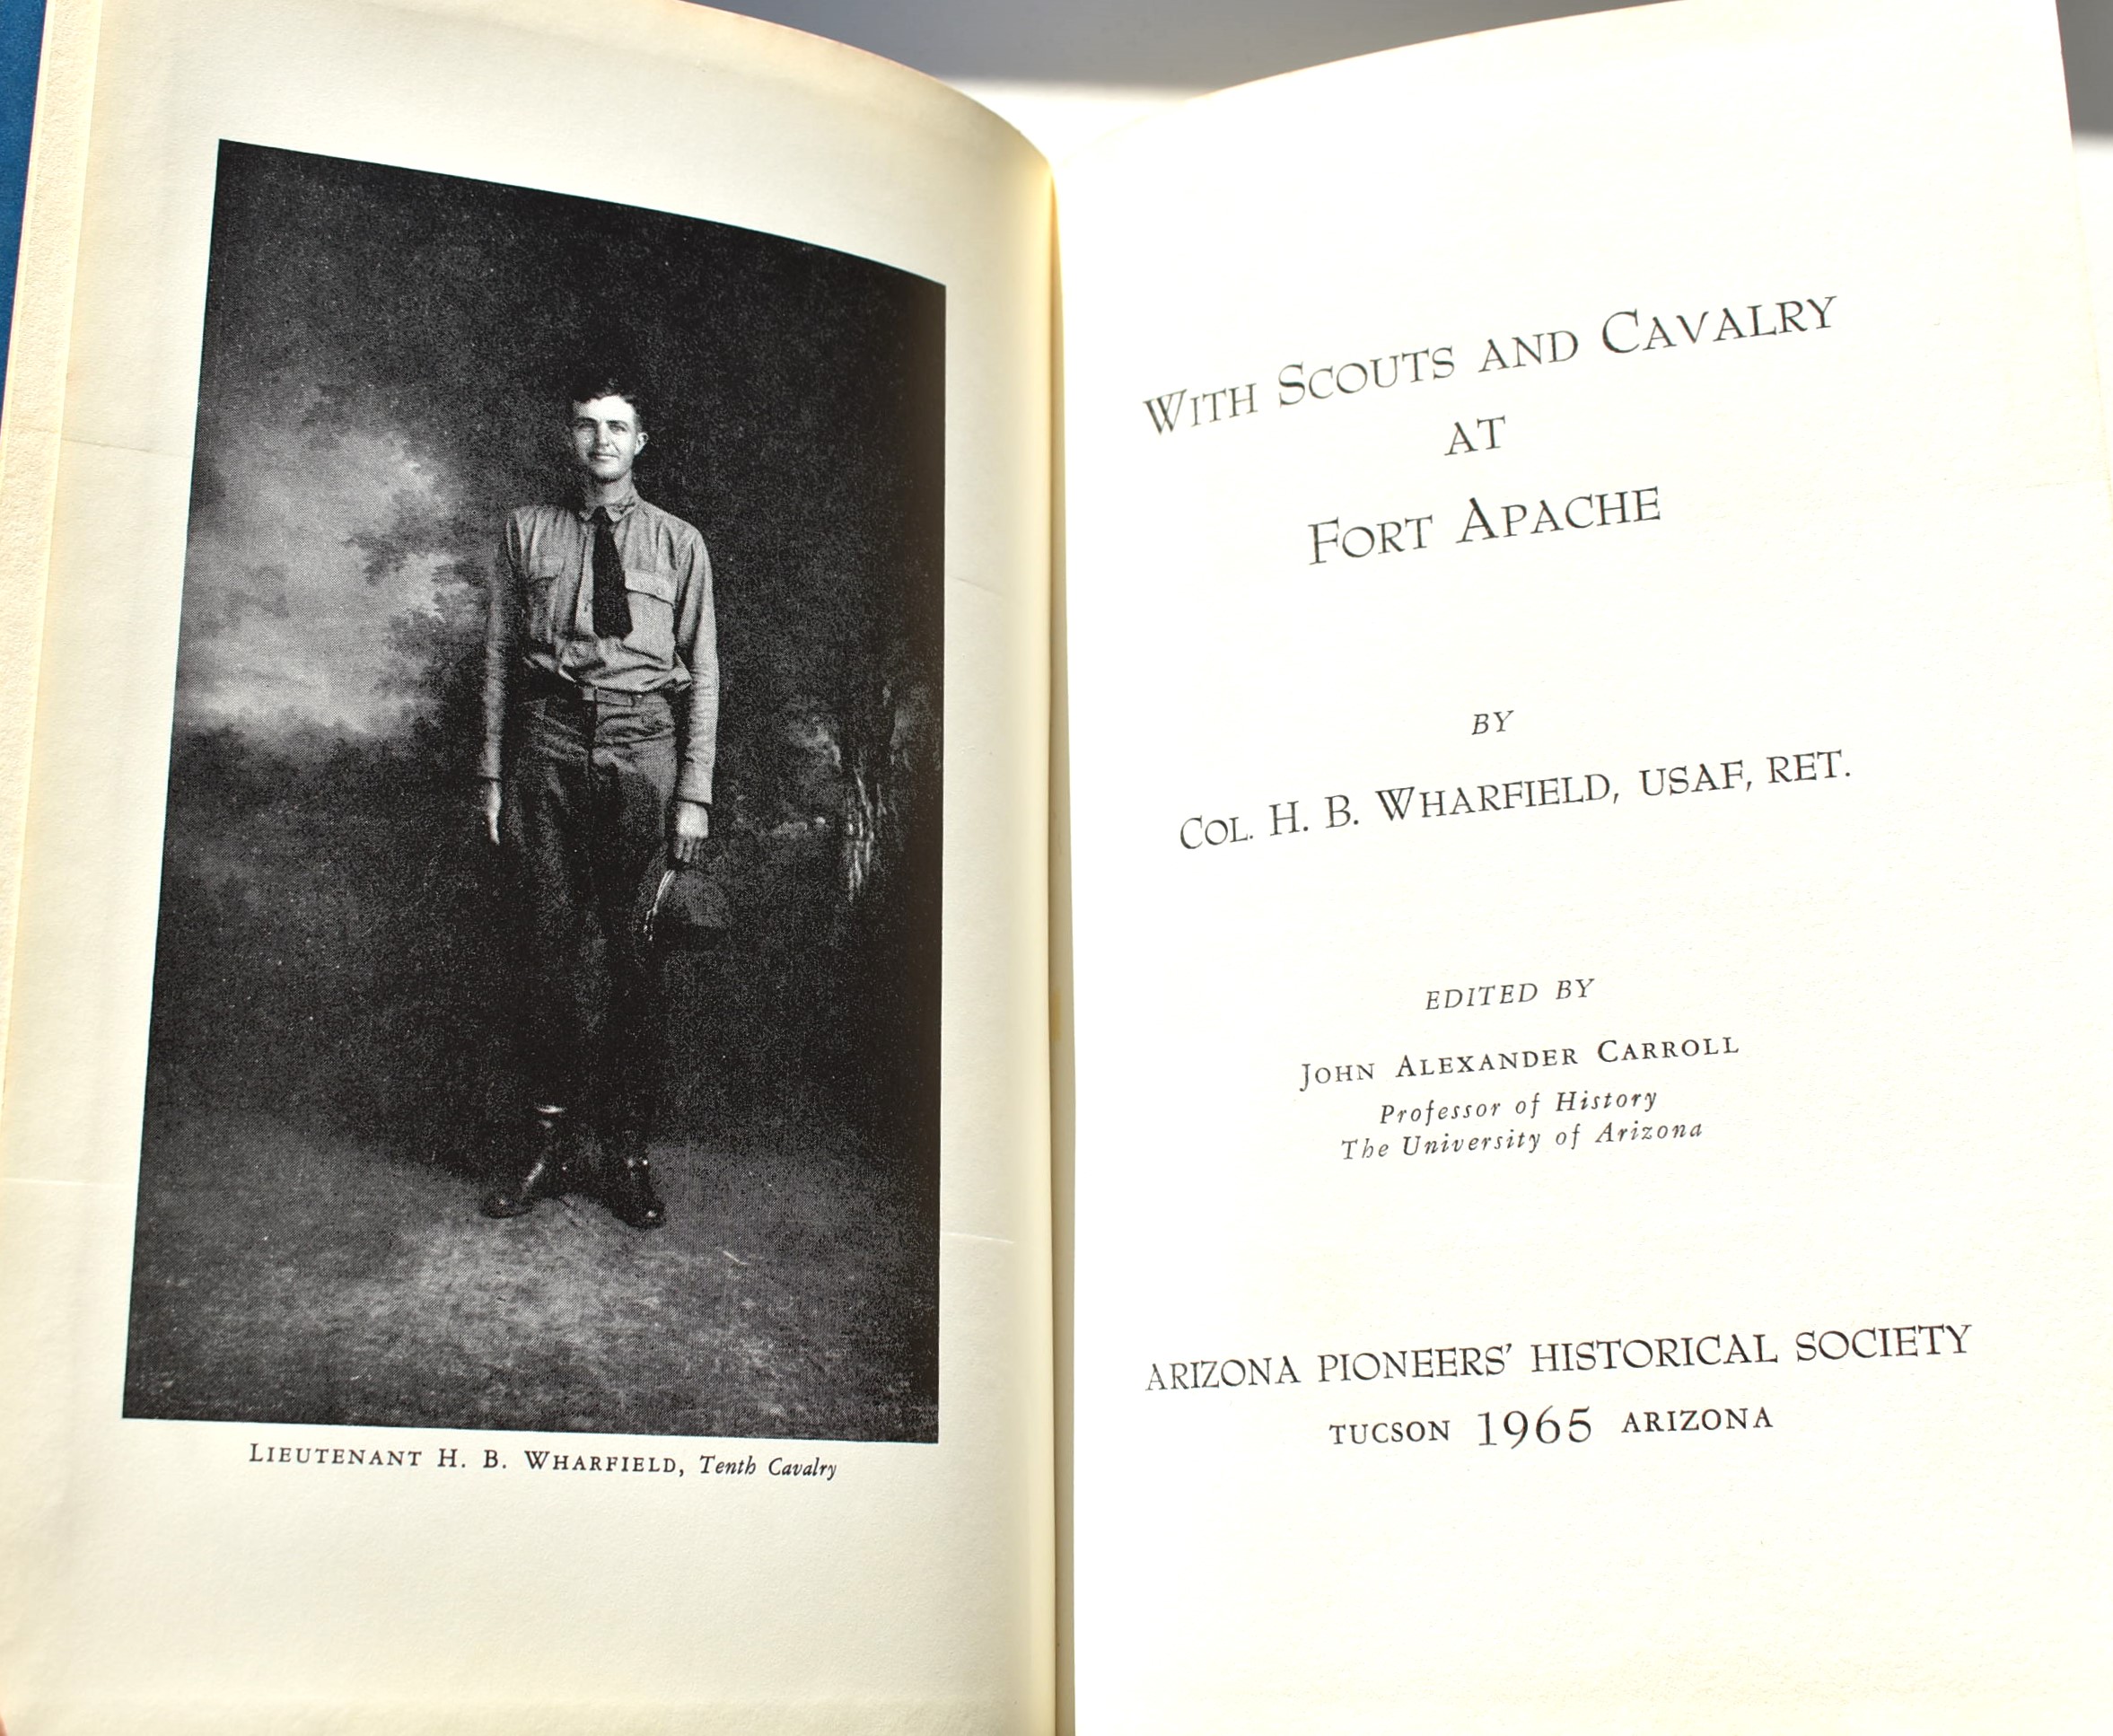 LIEUTENANT H. B. WHARFIELD, Tenth Cavalry
WITH SCOUTS AND CAVALRY
AT
FORT APACHE
BY
COL. H. B. WHARFIELD, USAF, RET.
EDITED BY
JOHN ALEXANDER CARROLL
Professor of History
The University of Arizona
ARIZONA PIONEERS' HISTORICAL SOCIETY
TUCSON 1965 ARIZONA